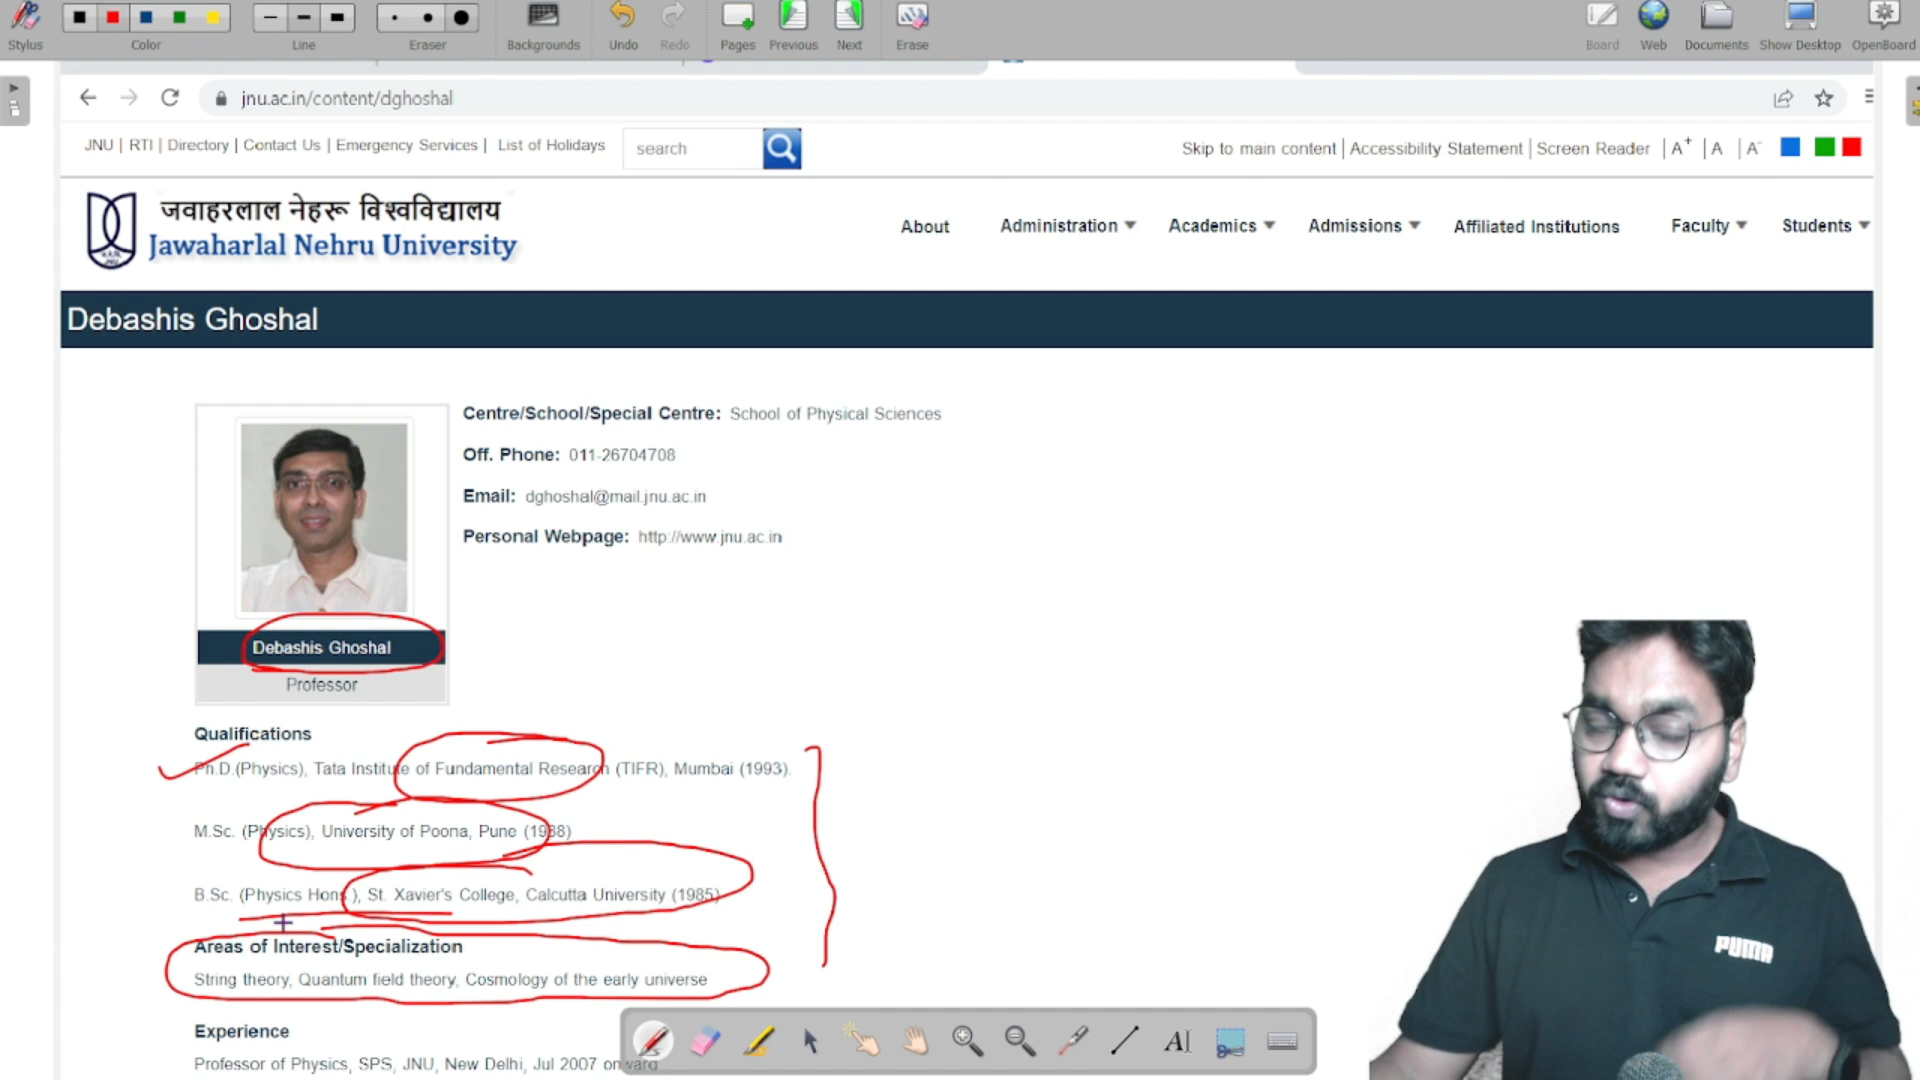 Stylus
Color
Line
Eraser
Backgrounds
Undo
Redo
Pages
Previous
Next
Erase
Board
Web
Documents
Show Desktop
OpenBoard
jnu.ac.in/content/dghoshal
JNU | RTI | Directory | Contact Us | Emergency Services | List of Holidays
search
Skip to main content | Accessibility Statement | Screen Reader | A+ | A | A-
जवाहरलाल नेहरू विश्वविद्यालय
Jawaharlal Nehru University
About
Administration
Academics
Admissions
Affiliated Institutions
Faculty
Students
Debashis Ghoshal
Centre/School/Special Centre: School of Physical Sciences
Off. Phone: 011-26704708
Email: dghoshal@mail.jnu.ac.in
Personal Webpage: http://www.jnu.ac.in
Debashis Ghoshal
Professor
Qualifications
Ph.D.(Physics), Tata Institute of Fundamental Research (TIFR), Mumbai (1993).
M.Sc. (Physics), University of Poona, Pune (1988)
B.Sc. (Physics Hons.), St. Xavier's College, Calcutta University (1985)
Areas of Interest/Specialization
String theory, Quantum field theory, Cosmology of the early universe
Experience
Professor of Physics, SPS, JNU, New Delhi, Jul 2007 onward
PUMA